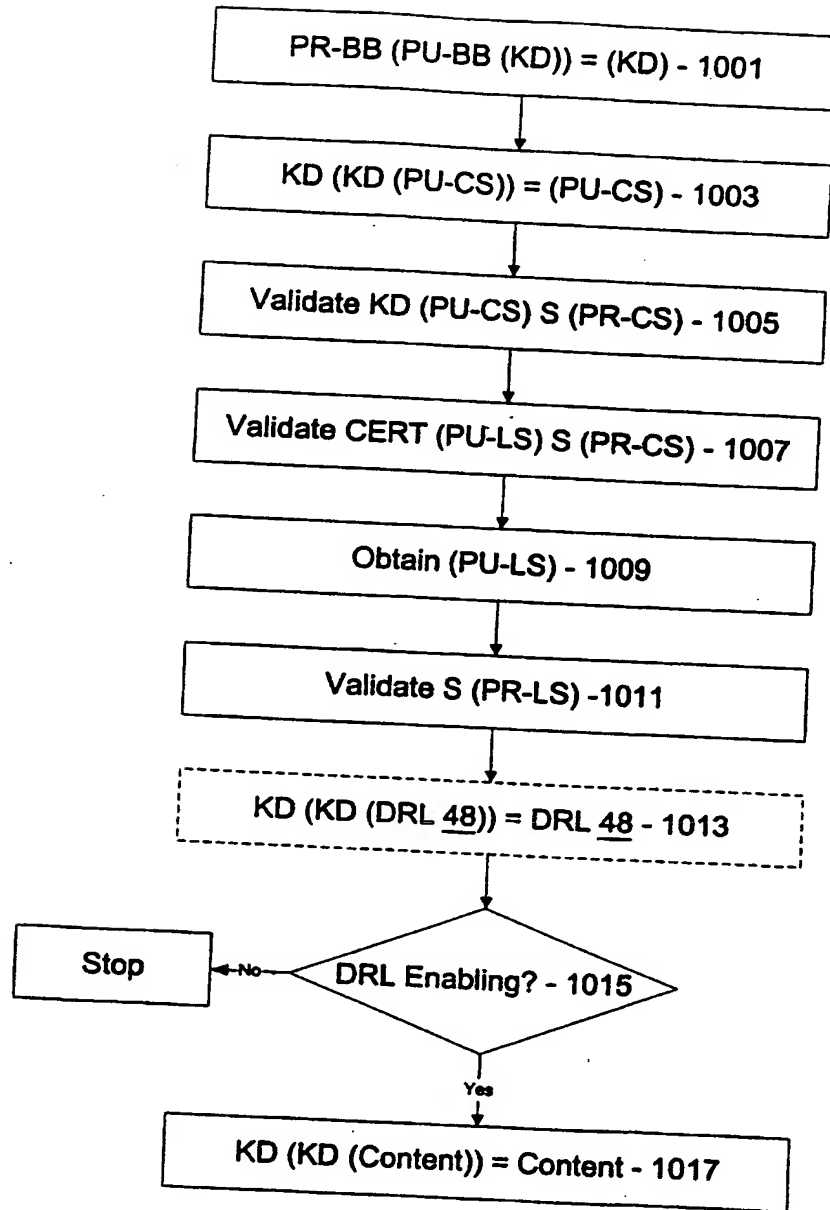 PR-BB (PU-BB (KD)) = (KD) - 1001
KD (KD (PU-CS)) = (PU-CS) - 1003
Validate KD (PU-CS) S (PR-CS) - 1005
Validate CERT (PU-LS) S (PR-CS) - 1007
Obtain (PU-LS) - 1009
Validate S (PR-LS) -1011
KD (KD (DRL 48)) = DRL 48 - 1013
DRL Enabling? - 1015
No
Stop
Yes
KD (KD (Content)) = Content - 1017